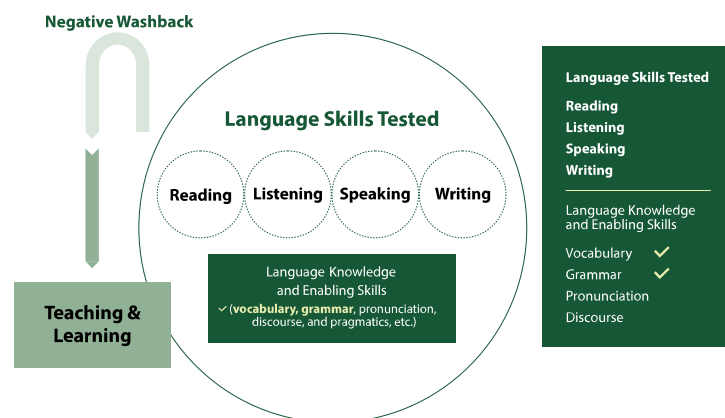 Negative Washback
Language Skills Tested
Reading
Listening
Speaking
Writing
Language Knowledge
and Enabling Skills
✓ (vocabulary, grammar, pronunciation,
discourse, and pragmatics, etc.)
Teaching &
Learning
Language Skills Tested
Reading
Listening
Speaking
Writing
Language Knowledge
and Enabling Skills
Vocabulary ✓
Grammar ✓
Pronunciation
Discourse